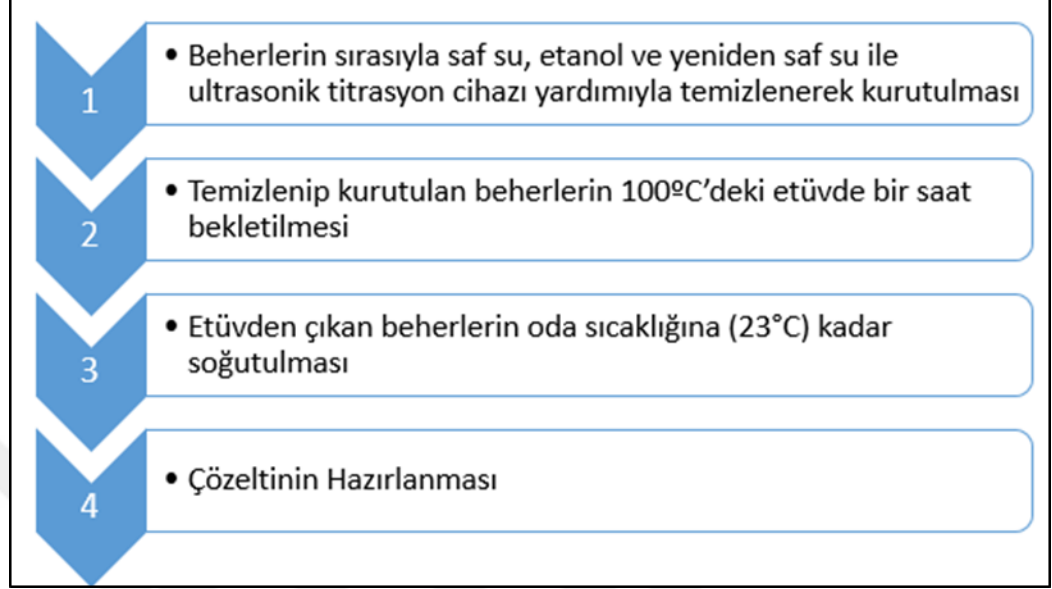 1
• Beherlerin sırasıyla saf su, etanol ve yeniden saf su ile
ultrasonik titrasyon cihazı yardımıyla temizlenerek kurutulması
2
• Temizlenip kurutulan beherlerin 100ºC’deki etüvde bir saat
bekletilmesi
3
• Etüvden çıkan beherlerin oda sıcaklığına (23°C) kadar
soğutulması
4
• Çözeltinin Hazırlanması